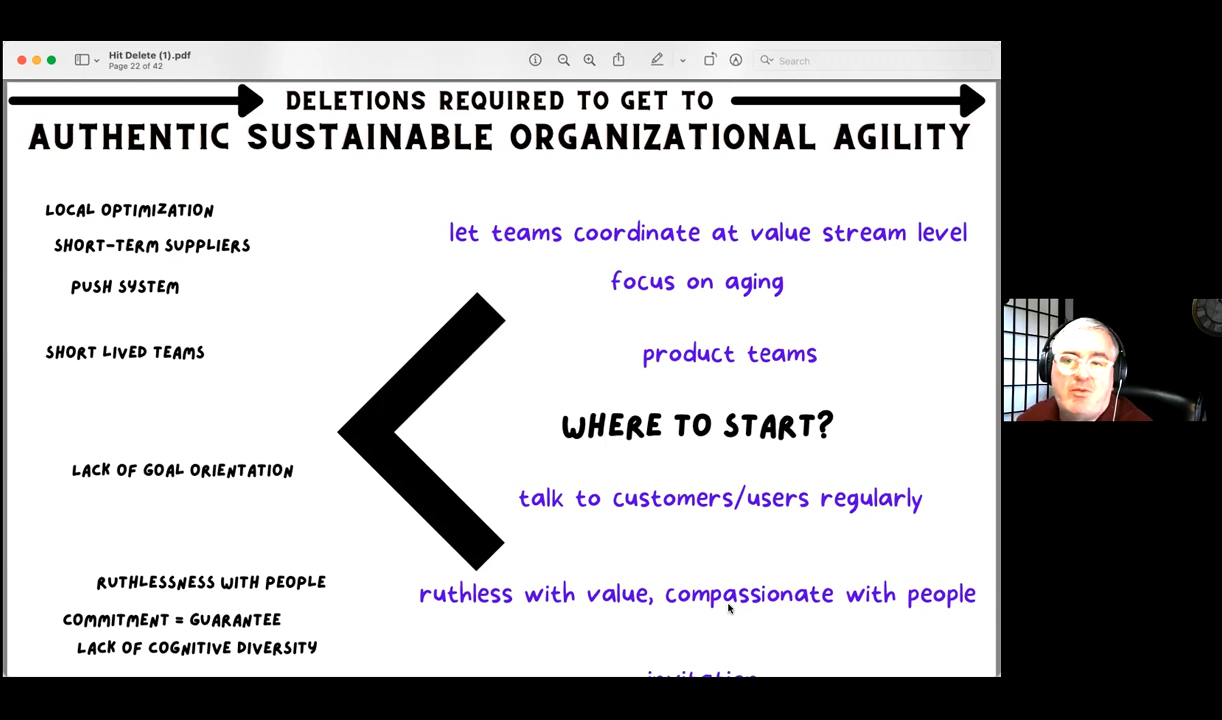 Hit Delete (1).pdf
Page 22 of 42
Search
DELETIONS REQUIRED TO GET TO
AUTHENTIC SUSTAINABLE ORGANIZATIONAL AGILITY
LOCAL OPTIMIZATION
SHORT-TERM SUPPLIERS
PUSH SYSTEM
SHORT LIVED TEAMS
LACK OF GOAL ORIENTATION
RUTHLESSNESS WITH PEOPLE
COMMITMENT = GUARANTEE
LACK OF COGNITIVE DIVERSITY
let teams coordinate at value stream level
focus on aging
product teams
WHERE TO START?
talk to customers/users regularly
ruthless with value, compassionate with people
invitation